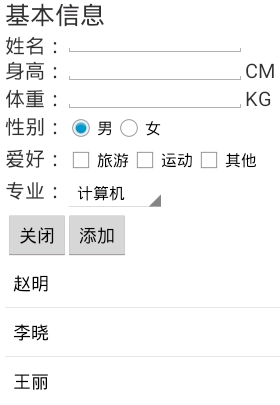 基本信息
姓名：
身高： CM
体重： KG
性别： 男 女
爱好： 旅游 运动 其他
专业： 计算机
关闭 添加
赵明
李晓
王丽